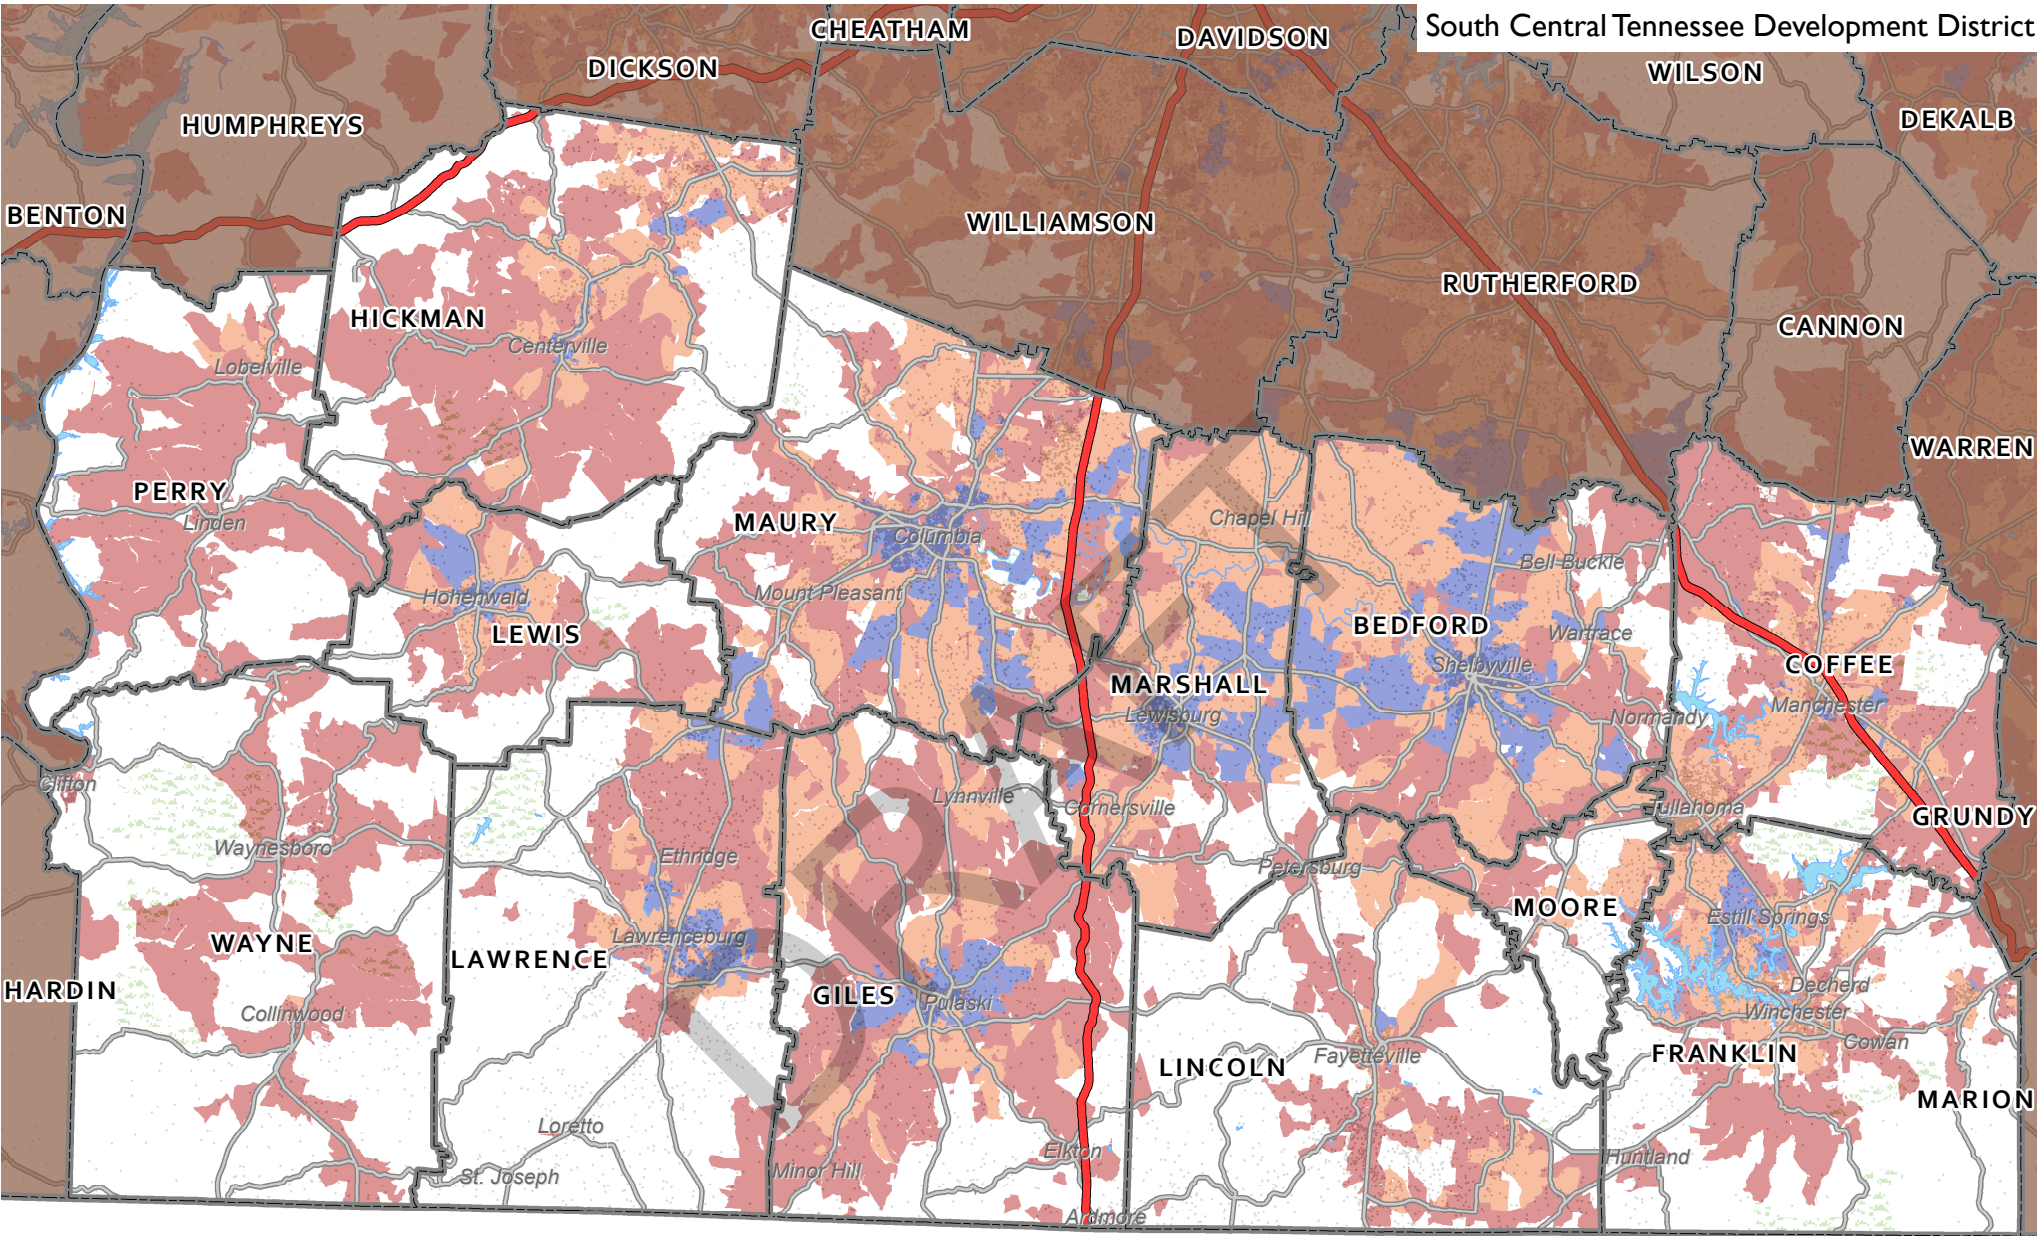 South Central Tennessee Development District
CHEATHAM
DAVIDSON
DICKSON
WILSON
DEKALB
HUMPHREYS
BENTON
WILLIAMSON
RUTHERFORD
CANNON
HICKMAN
Centerville
Lobelville
WARREN
PERRY
Linden
MAURY
Columbia
Chapel Hill
Bell Buckle
Mount Pleasant
Hohenwald
LEWIS
BEDFORD
Wartrace
Shelbyville
COFFEE
MARSHALL
Lewisburg
Normandy
Manchester
Clifton
Lynnville
Cornersville
Tullahoma
GRUNDY
Waynesboro
Ethridge
Petersburg
MOORE
Estill Springs
WAYNE
LAWRENCE
Lawrenceburg
HARDIN
GILES
Pulaski
Decherd
Collinwood
Winchester
Cowan
LINCOLN
Fayetteville
FRANKLIN
MARION
Loretto
Elkton
Huntland
St. Joseph
Minor Hill
Ardmore
DRAFT